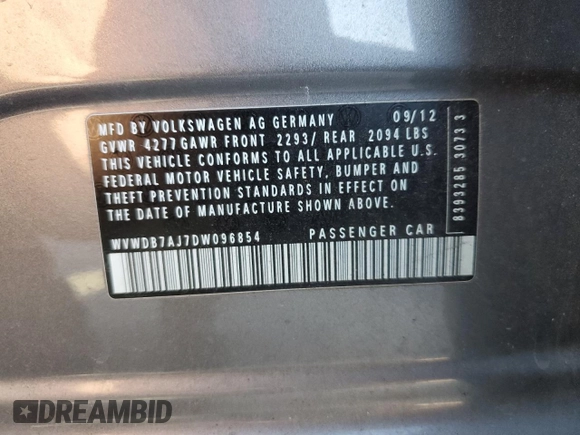 MFD BY VOLKSWAGEN AG GERMANY 09/12
GVWR 4277 GAWR FRONT 2293/ REAR 2094 LBS
THIS VEHICLE CONFORMS TO ALL APPLICABLE U.S.
FEDERAL MOTOR VEHICLE SAFETY, BUMPER AND
THEFT PREVENTION STANDARDS IN EFFECT ON
THE DATE OF MANUFACTURE SHOWN ABOVE.
WVWDB7AJ7DW096854 PASSENGER CAR
8393285 3073 3
DREAMBID